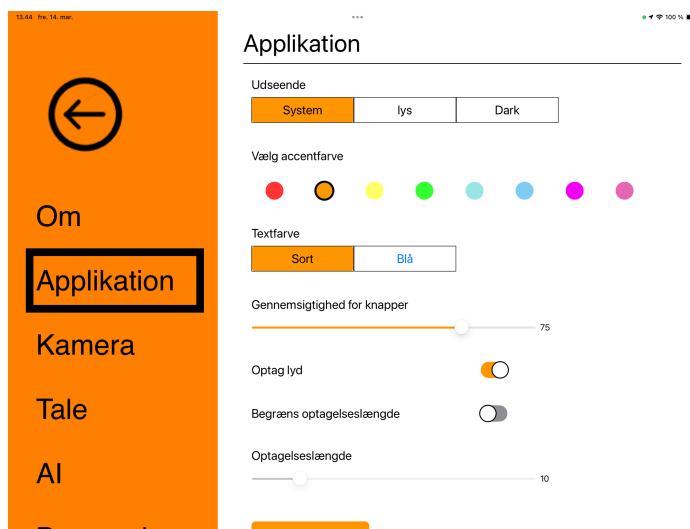 13.44 fre. 14. mar.
100 %
Applikation
Udseende
System lys Dark
Vælg accentfarve
Om
Textfarve
Sort Blå
Applikation
Gennemsigtighed for knapper
75
Kamera
Optag lyd
Tale
Begræns optagelseslængde
Optagelseslængde
10
AI